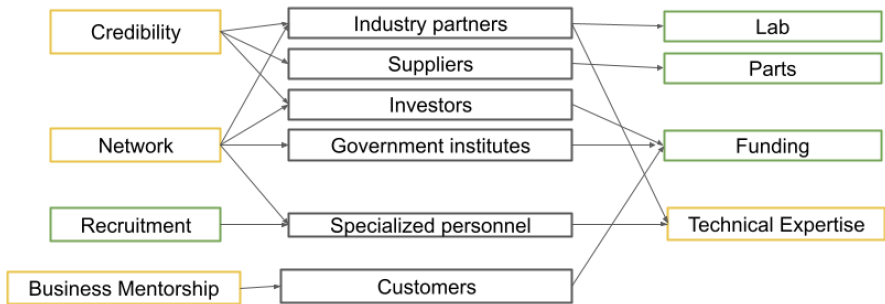 Credibility
Industry partners
Lab
Suppliers
Parts
Investors
Network
Government institutes
Funding
Recruitment
Specialized personnel
Technical Expertise
Business Mentorship
Customers